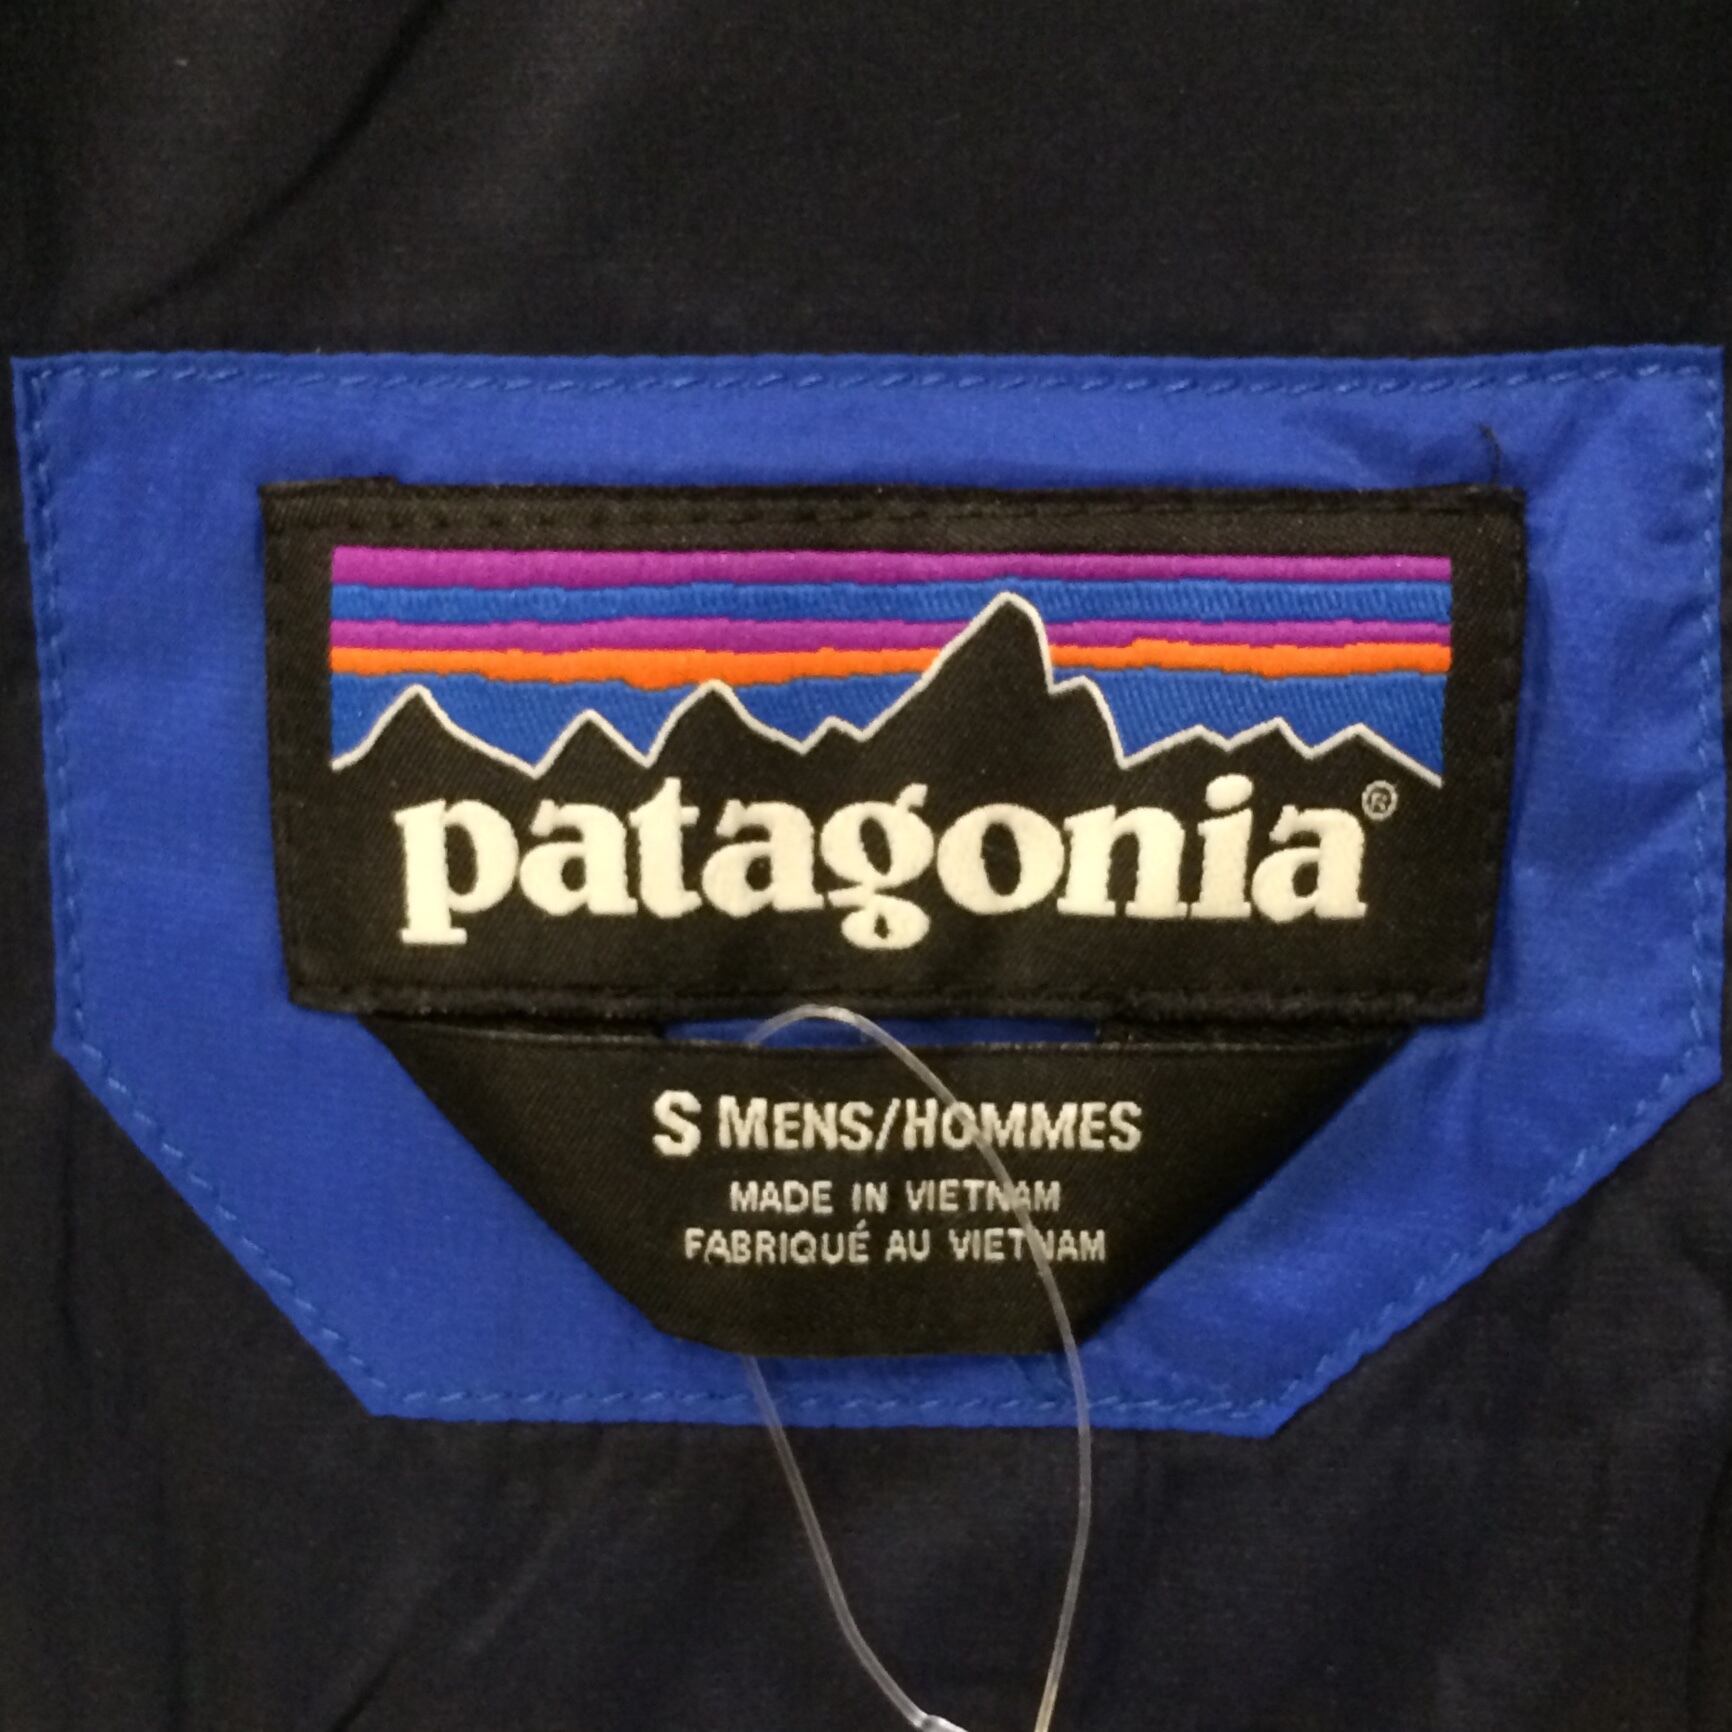 patagonia®
S MENS/HOMMES
MADE IN VIETNAM
FABRIQUÉ AU VIETNAM